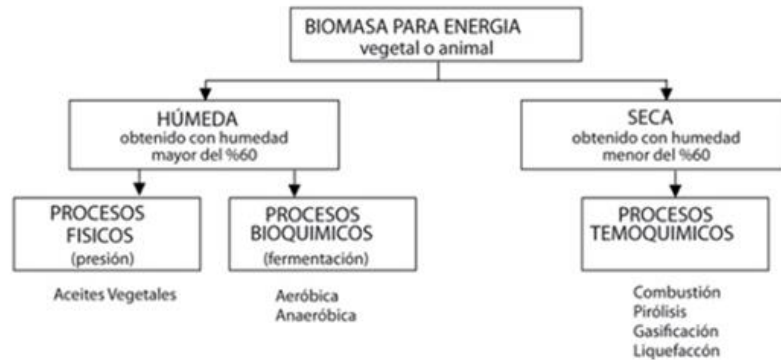 BIOMASA PARA ENERGIA
vegetal o animal
HÚMEDA
obtenido con humedad
mayor del %60
SECA
obtenido con humedad
menor del %60
PROCESOS
FISICOS
(presión)
PROCESOS
BIOQUIMICOS
(fermentación)
PROCESOS
TEMOQUIMICOS
Aceites Vegetales
Aeróbica
Anaeróbica
Combustión
Pirólisis
Gasificación
Liquefaccón